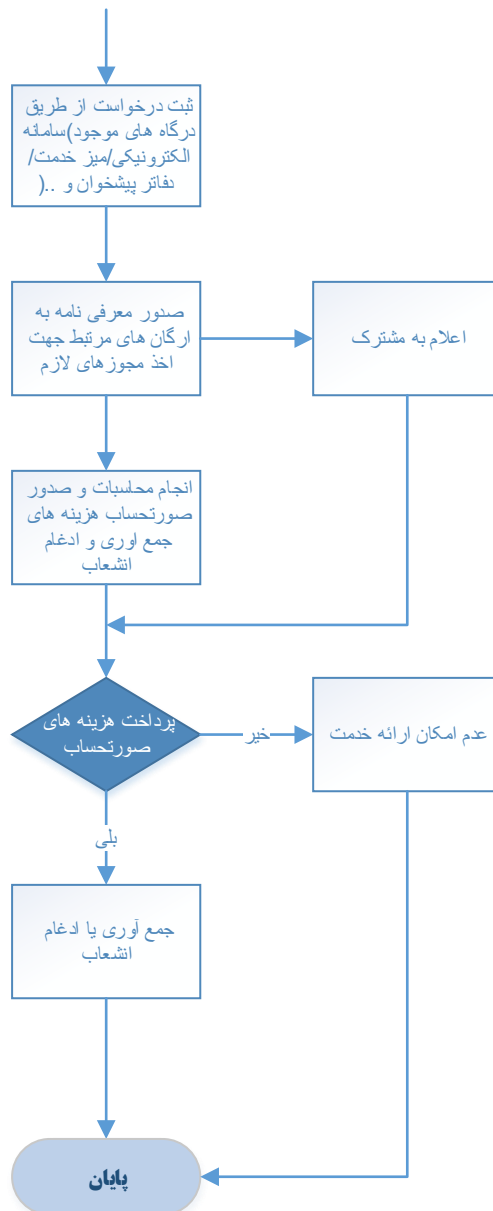 ثبت درخواست از طریق
درگاه های موجود)سامانه
الکترونیکی/میز خدمت/
دفاتر پیشخوان و ..(
صدور معرفی نامه به
ارگان های مرتبط جهت
اخذ مجوزهای لازم
اعلام به مشترک
انجام محاسبات و صدور
صورتحساب هزینه های
جمع اوری و ادغام
انشعاب
پرداخت هزینه های
صورتحساب
خیر
عدم امکان ارائه خدمت
بلی
جمع آوری یا ادغام
انشعاب
پایان